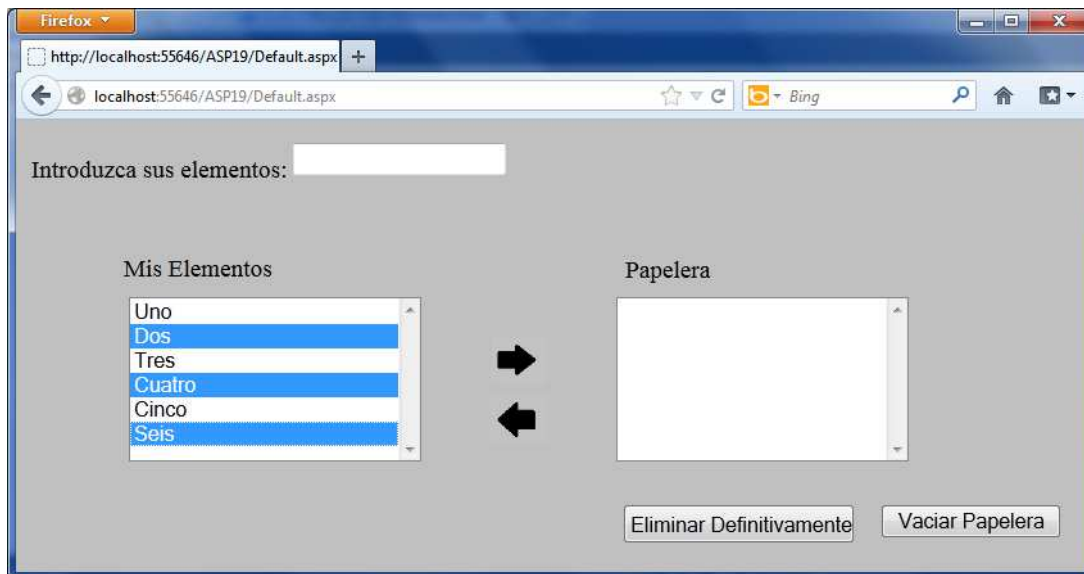 Firefox
http://localhost:55646/ASP19/Default.aspx
localhost:55646/ASP19/Default.aspx
Bing
Introduzca sus elementos:
Mis Elementos
Papelera
Uno
Dos
Tres
Cuatro
Cinco
Seis
Eliminar Definitivamente
Vaciar Papelera